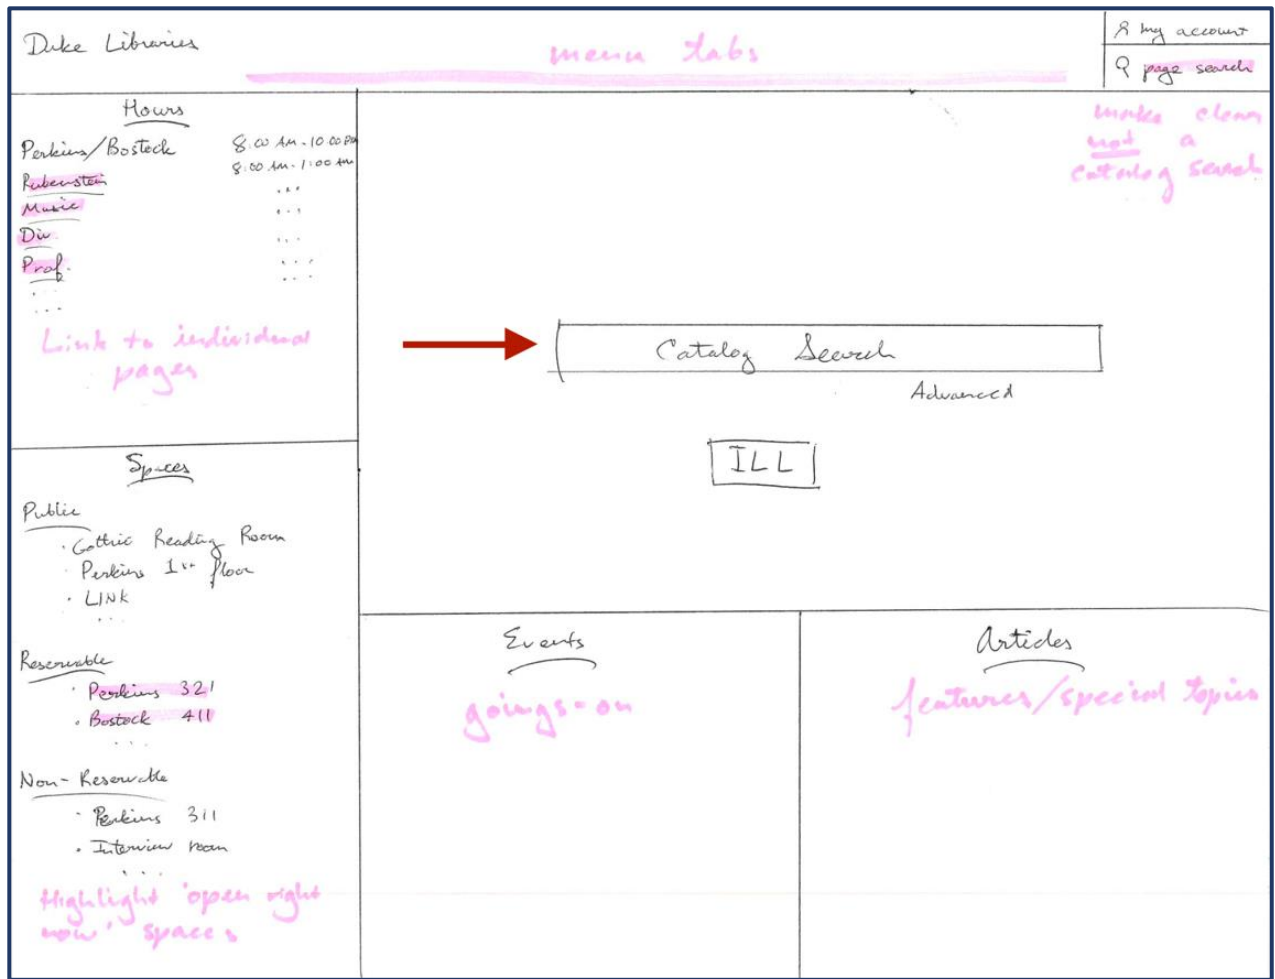 Duke Libraries
menu tabs
my account
page search
make clear
not a
catalog search
Hours
Perkins/Bostock 8:00 AM - 10:00 PM
8:00 AM - 1:00 AM
Rubenstein ...
Music ...
Div. ...
Prof. ...
...
...
...
Link to individual
pages
Catalog Search
Advanced
ILL
Spaces
Public
· Gothic Reading Room
· Perkins 1st floor
· LINK
...
Reservable
· Perkins 321
· Bostock 411
...
Non-Reservable
· Perkins 311
· Interview room
...
Highlight 'open right
now' spaces
Events
goings-on
Articles
features/special topics